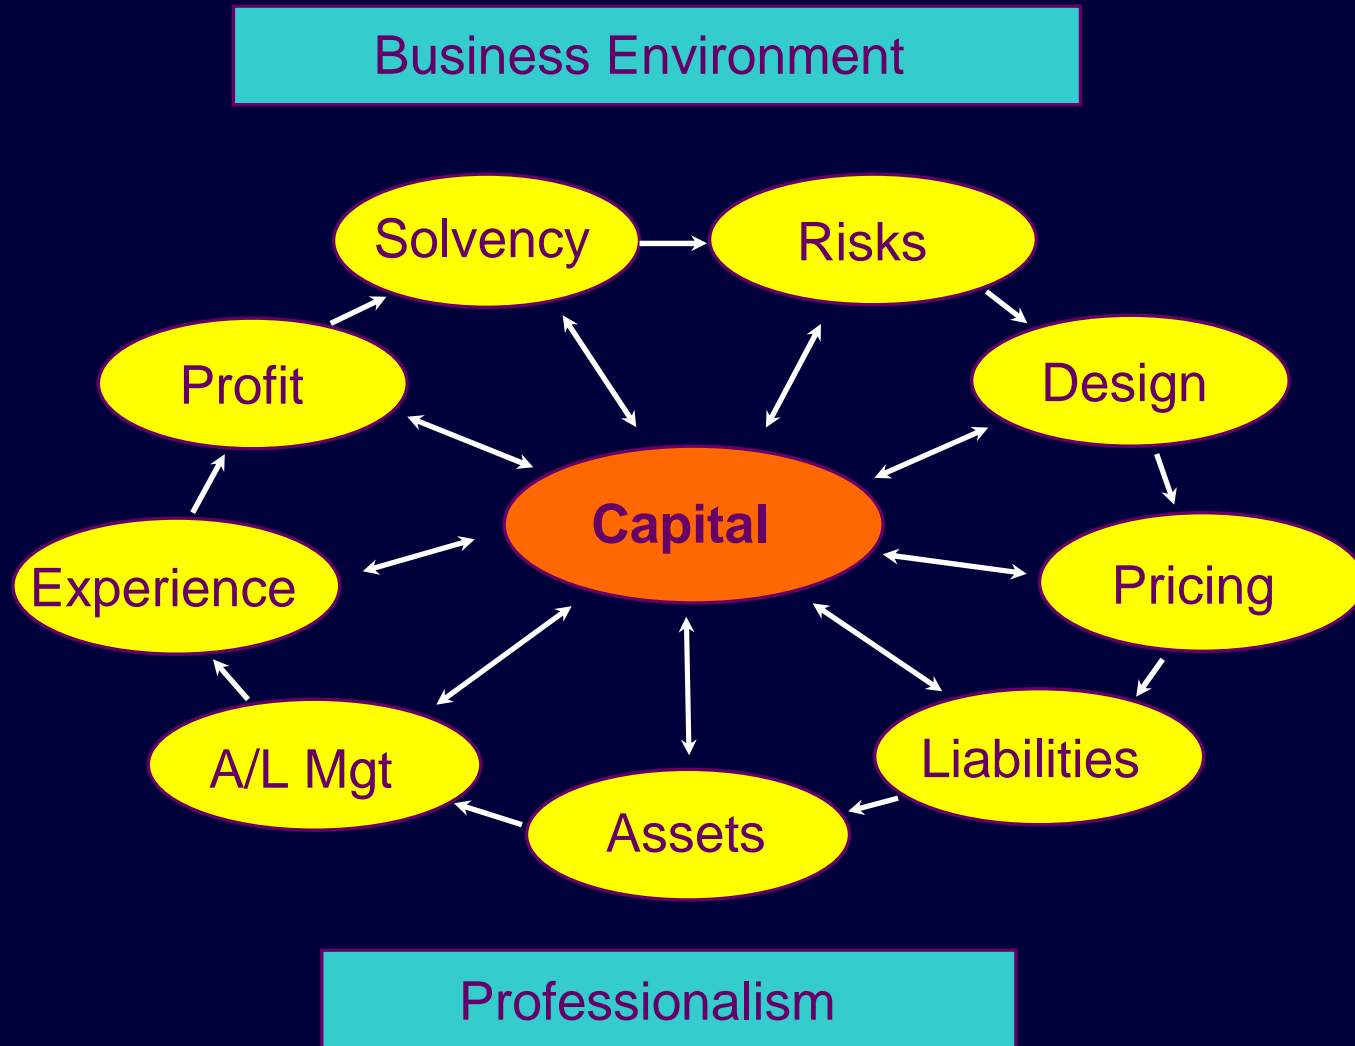 Business Environment
Solvency
Risks
Profit
Design
Capital
Experience
Pricing
A/L Mgt
Liabilities
Assets
Professionalism